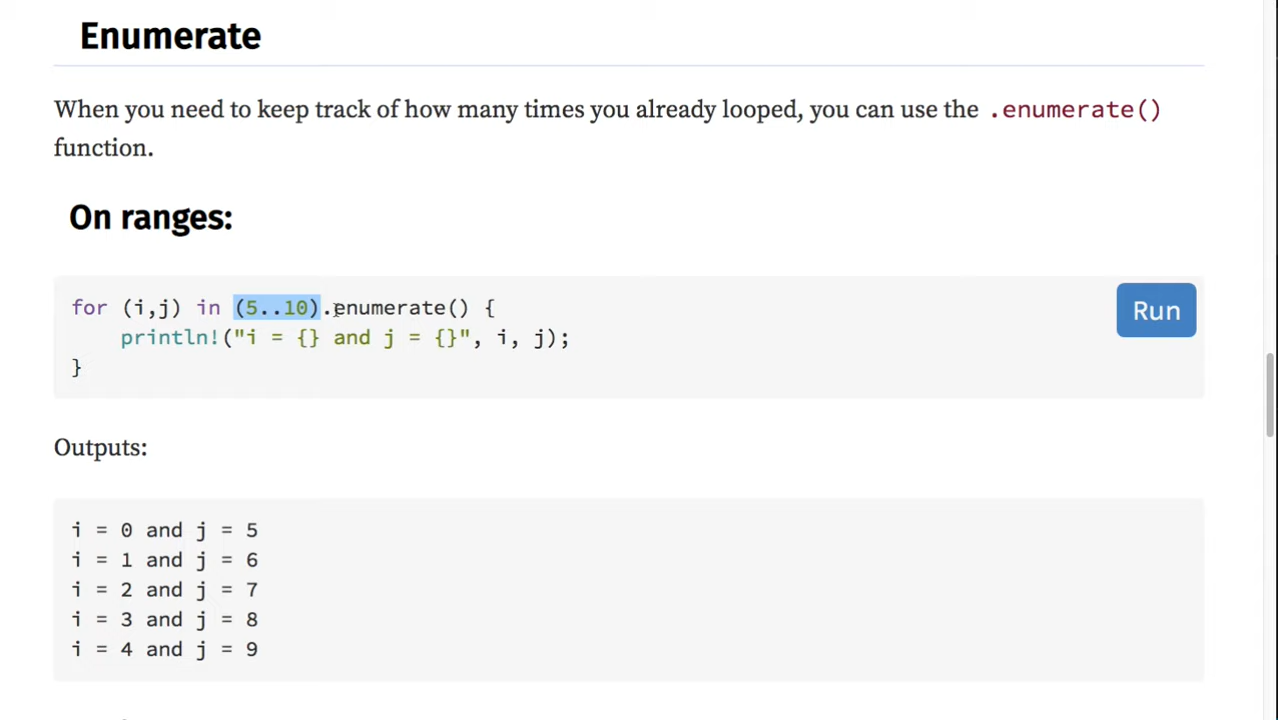 Enumerate
When you need to keep track of how many times you already looped, you can use the .enumerate()
function.
On ranges:
for (i,j) in (5..10).enumerate() {
    println!("i = {} and j = {}", i, j);
}
Run
Outputs:
i = 0 and j = 5
i = 1 and j = 6
i = 2 and j = 7
i = 3 and j = 8
i = 4 and j = 9